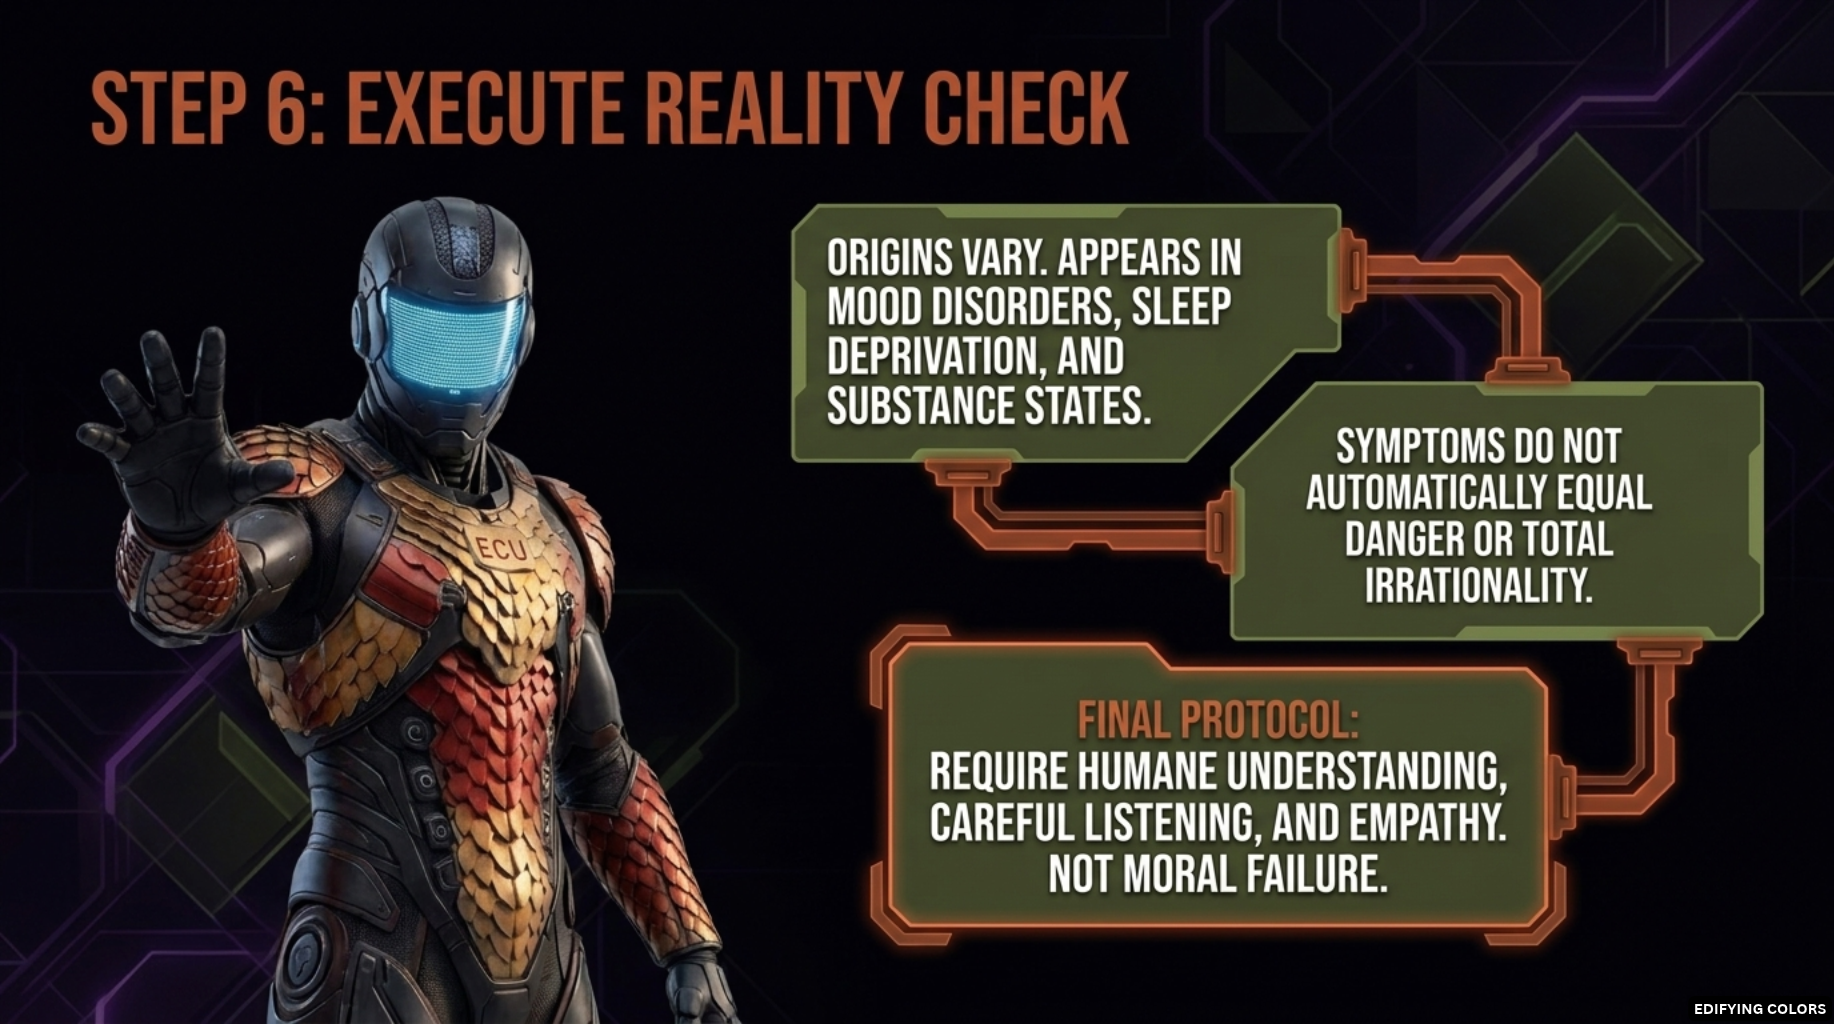 STEP 6: EXECUTE REALITY CHECK
ORIGINS VARY. APPEARS IN
MOOD DISORDERS, SLEEP
DEPRIVATION, AND
SUBSTANCE STATES.
SYMPTOMS DO NOT
AUTOMATICALLY EQUAL
DANGER OR TOTAL
IRRATIONALITY.
ECU
FINAL PROTOCOL:
REQUIRE HUMANE UNDERSTANDING,
CAREFUL LISTENING, AND EMPATHY.
NOT MORAL FAILURE.
EDIFYING COLORS